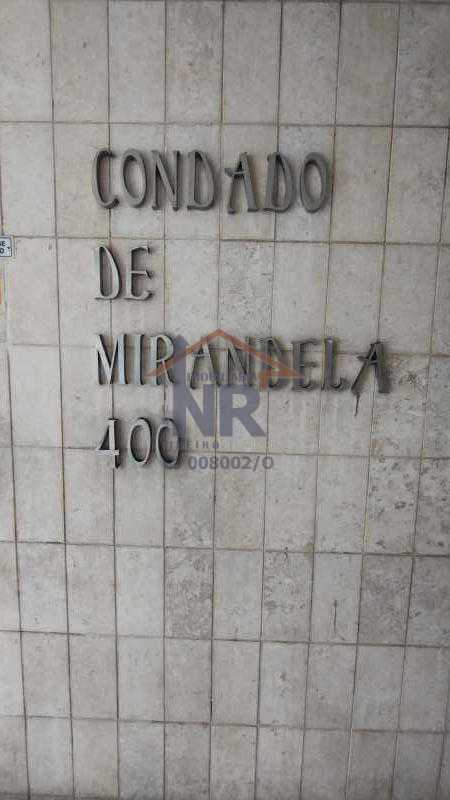 CONDADO
DE
MIRANDELA
400
NR
008002/O